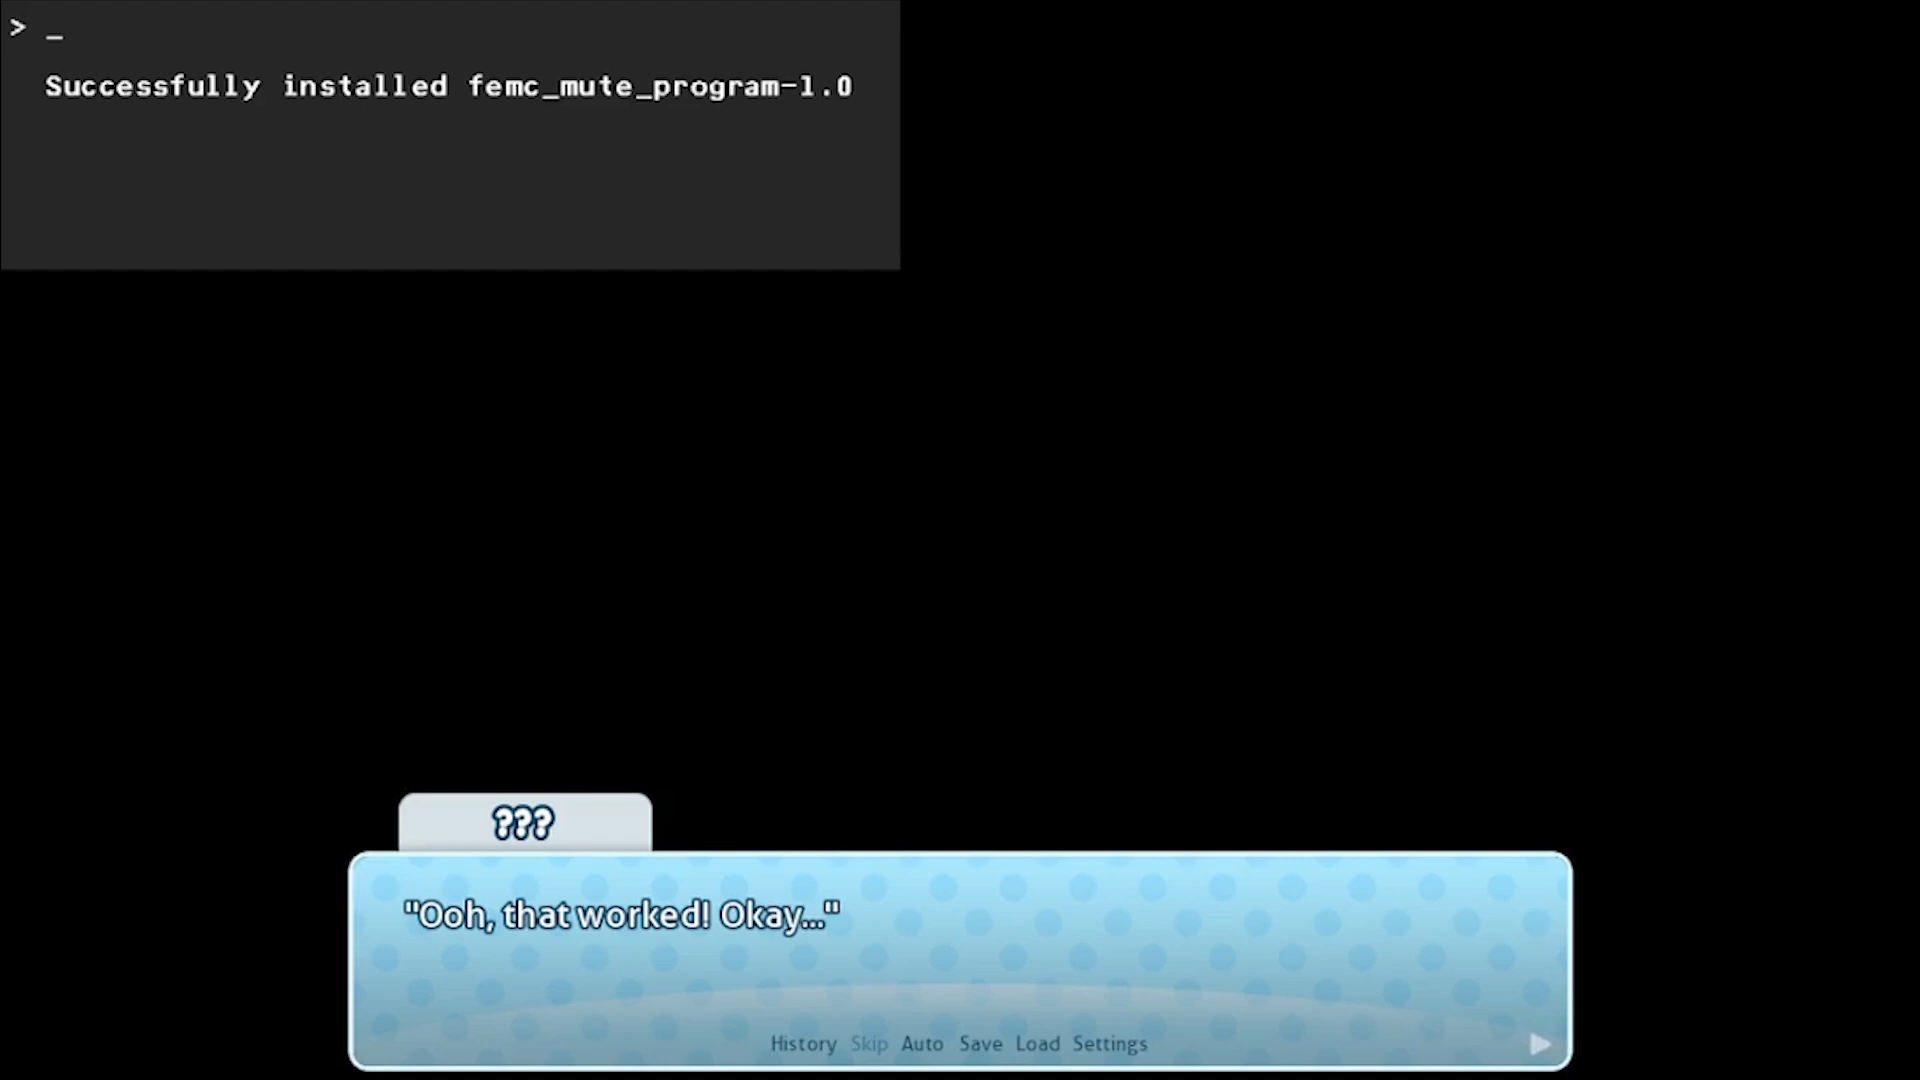 > _
Successfully installed femc_mute_program-1.0
???
"Ooh, that worked! Okay..."
History Skip Auto Save Load Settings